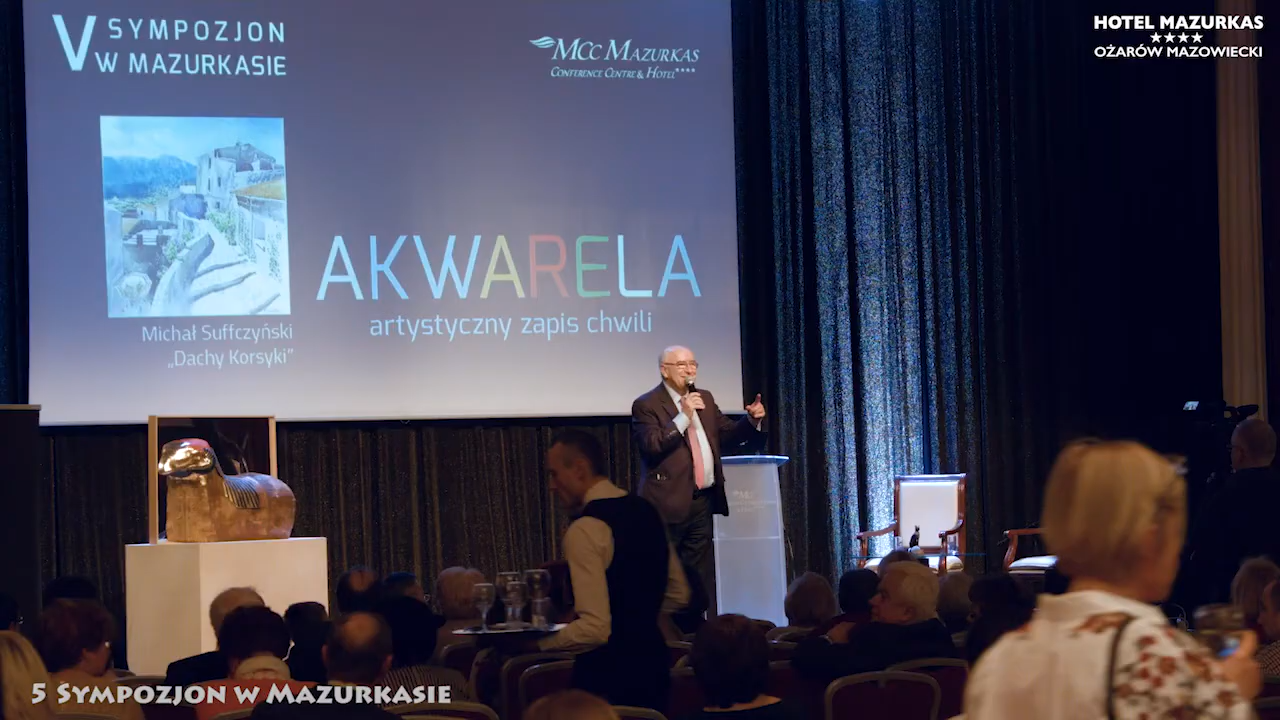 V SYMPOZJON
W MAZURKASIE
MCC MAZURKAS
CONFERENCE CENTRE & HOTEL****
HOTEL MAZURKAS
★★★★
OŻARÓW MAZOWIECKI
AKWARELA
artystyczny zapis chwili
Michał Suffczyński
„Dachy Korsyki”
MCC
5 SYMPOZJON W MAZURKASIE